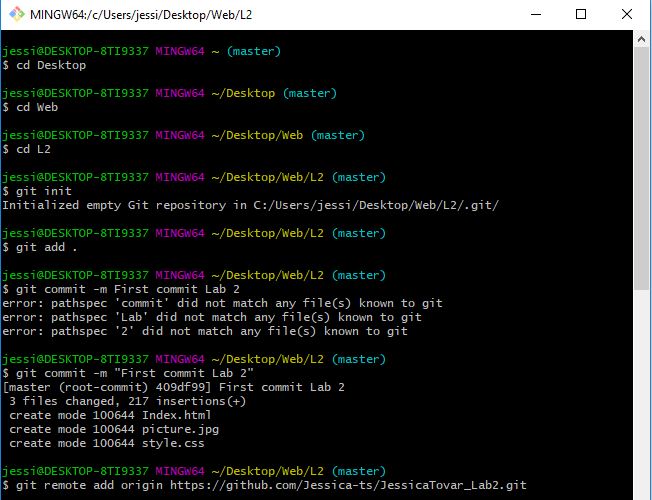 MINGW64:/c/Users/jessi/Desktop/Web/L2
jessi@DESKTOP-8TI9337 MINGW64 ~ (master)
$ cd Desktop
jessi@DESKTOP-8TI9337 MINGW64 ~/Desktop (master)
$ cd Web
jessi@DESKTOP-8TI9337 MINGW64 ~/Desktop/Web (master)
$ cd L2
jessi@DESKTOP-8TI9337 MINGW64 ~/Desktop/Web/L2 (master)
$ git init
Initialized empty Git repository in C:/Users/jessi/Desktop/Web/L2/.git/
jessi@DESKTOP-8TI9337 MINGW64 ~/Desktop/Web/L2 (master)
$ git add .
jessi@DESKTOP-8TI9337 MINGW64 ~/Desktop/Web/L2 (master)
$ git commit -m First commit Lab 2
error: pathspec 'commit' did not match any file(s) known to git
error: pathspec 'Lab' did not match any file(s) known to git
error: pathspec '2' did not match any file(s) known to git
jessi@DESKTOP-8TI9337 MINGW64 ~/Desktop/Web/L2 (master)
$ git commit -m "First commit Lab 2"
[master (root-commit) 409df99] First commit Lab 2
 3 files changed, 217 insertions(+)
 create mode 100644 Index.html
 create mode 100644 picture.jpg
 create mode 100644 style.css
jessi@DESKTOP-8TI9337 MINGW64 ~/Desktop/Web/L2 (master)
$ git remote add origin https://github.com/Jessica-ts/JessicaTovar_Lab2.git